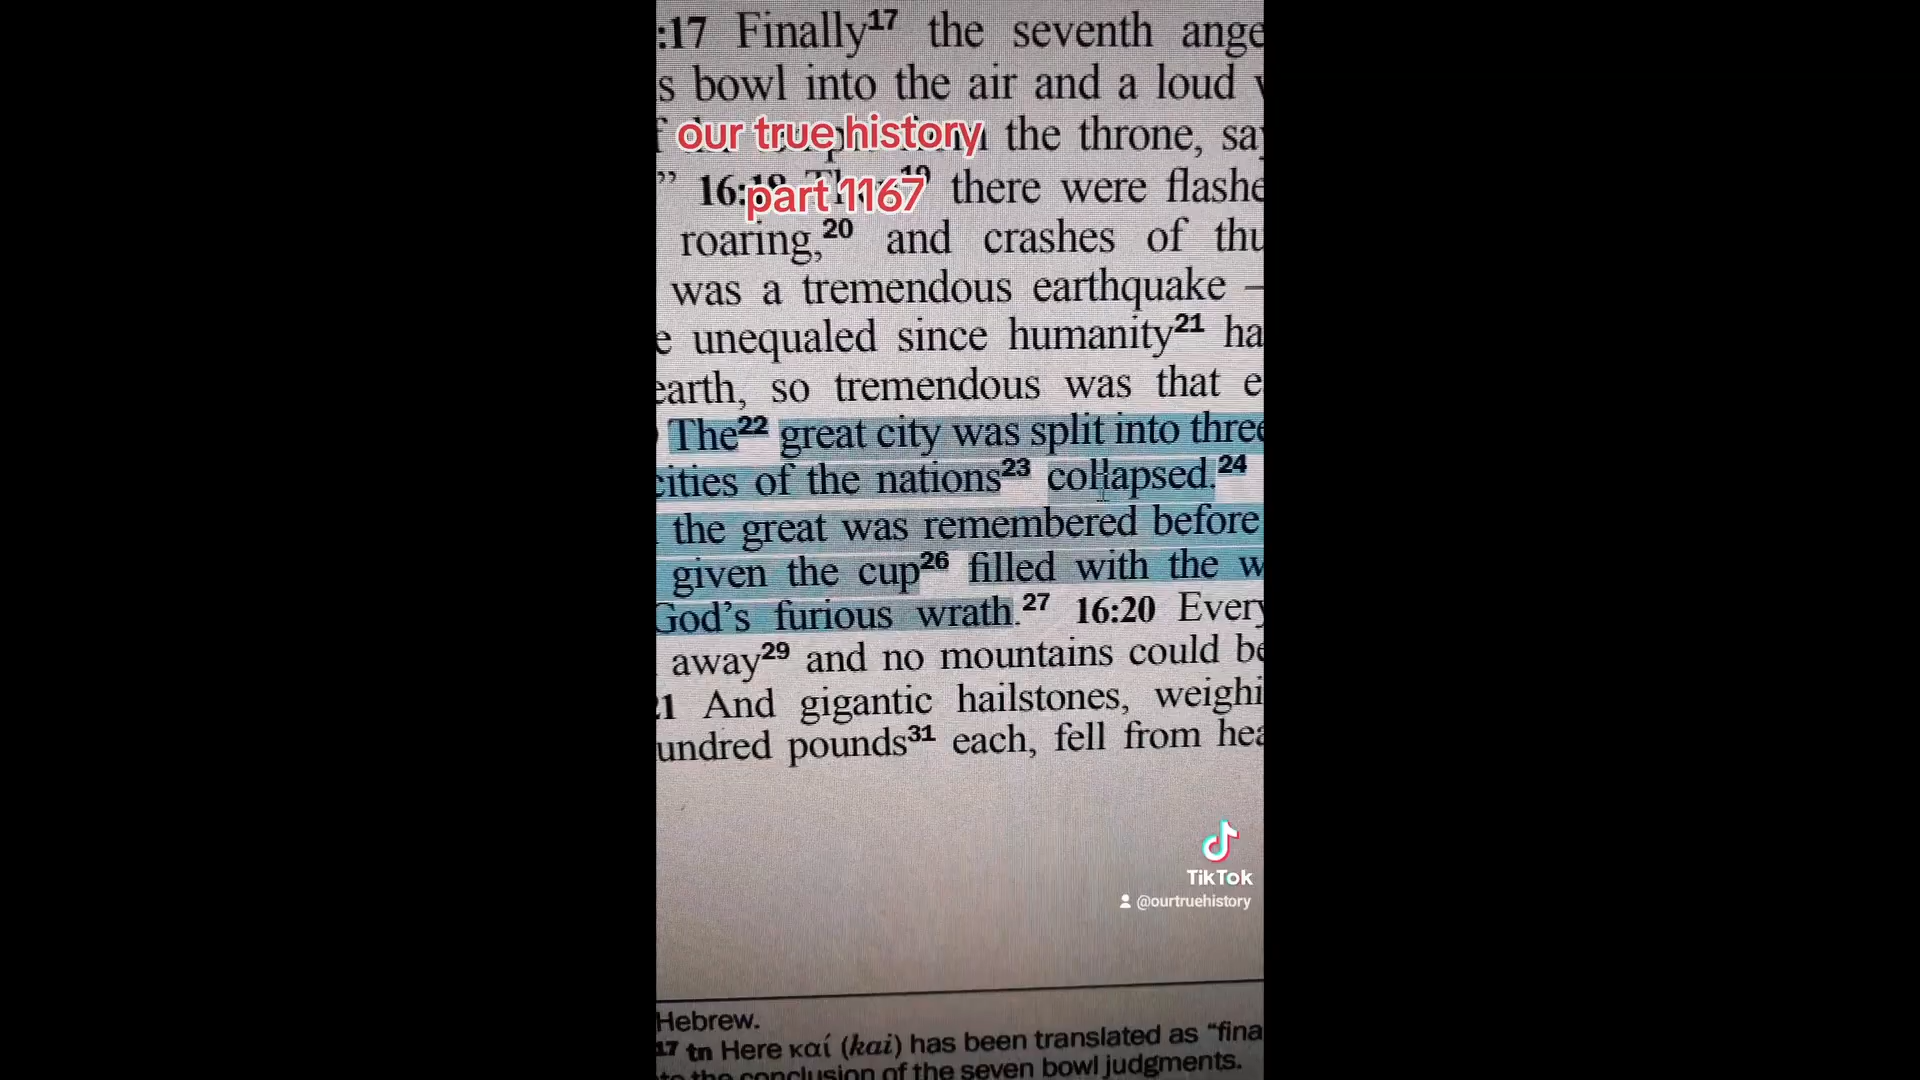 :17 Finally17 the seventh ange
s bowl into the air and a loud
our true history the throne, say
part 1167
” 16:18 there were flashe
roaring,20 and crashes of thu
was a tremendous earthquake –
e unequaled since humanity21 ha
earth, so tremendous was that e
The22 great city was split into three
cities of the nations23 collapsed.24
the great was remembered before
given the cup26 filled with the w
God’s furious wrath.27 16:20 Every
away29 and no mountains could be
21 And gigantic hailstones, weighi
undred pounds31 each, fell from hea
TikTok
@ourtruehistory
Hebrew.
17 tn Here καί (kai) has been translated as “fina
to the conclusion of the seven bowl judgments.